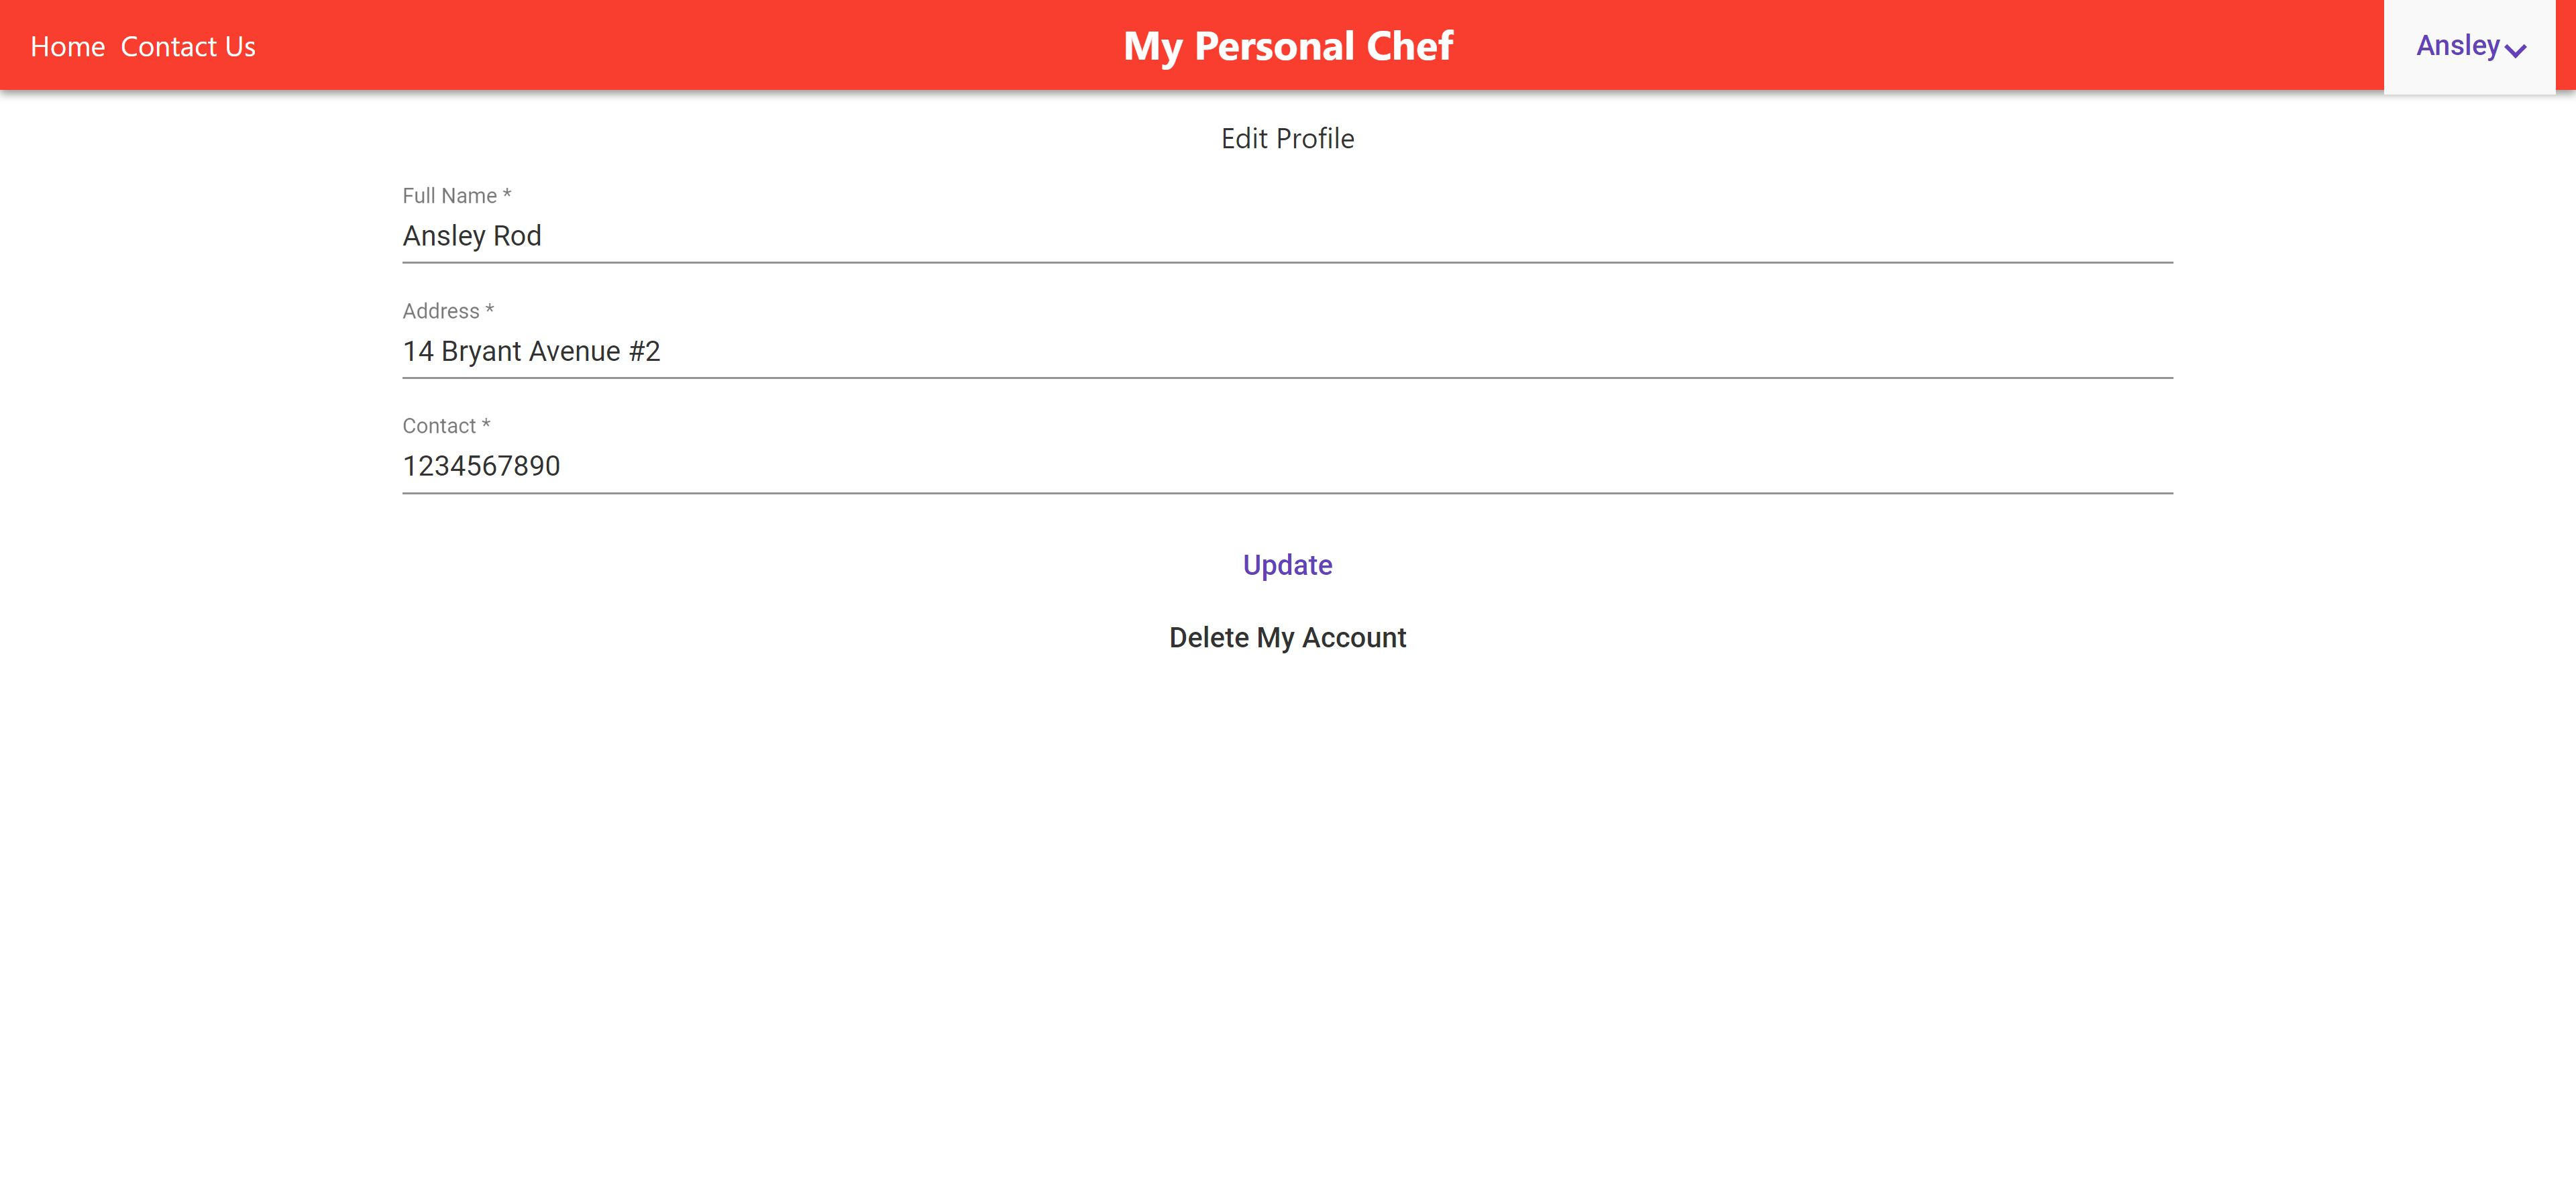 Home Contact Us My Personal Chef Ansley
Edit Profile
Full Name *
Ansley Rod
Address *
14 Bryant Avenue #2
Contact *
1234567890
Update
Delete My Account